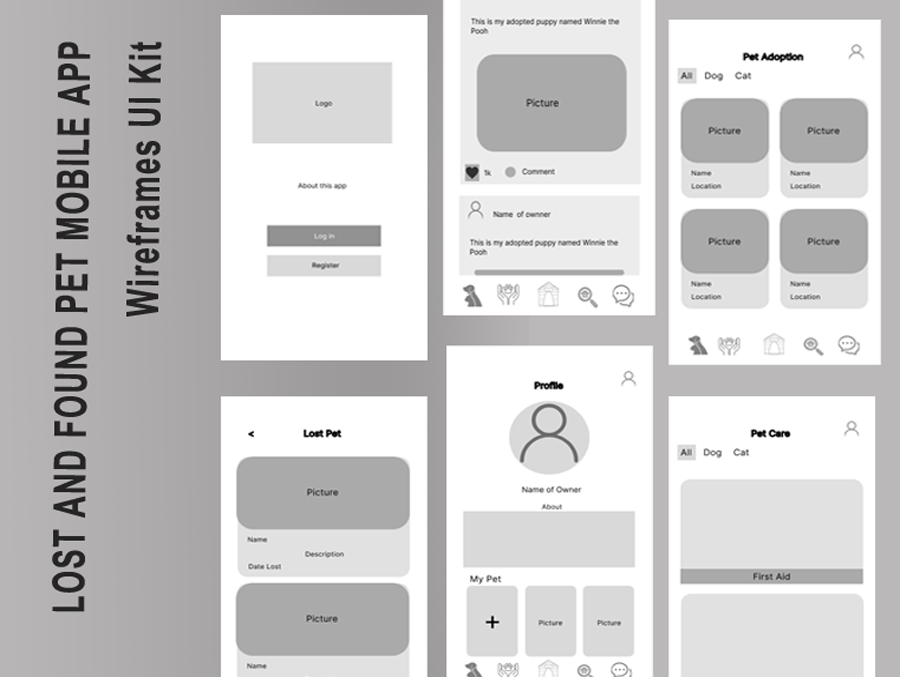 LOST AND FOUND PET MOBILE APP
Wireframes UI Kit
Logo
About this app
Log in
Register
This is my adopted puppy named Winnie the
Pooh
Picture
1k
Comment
Name of ownner
This is my adopted puppy named Winnie the
Pooh
Pet Adoption
All Dog Cat
Picture Picture
Name Name
Location Location
Picture Picture
Name Name
Location Location
< Lost Pet
Picture
Name
Description
Date Lost
Picture
Name
Profile
Name of Owner
About
My Pet
+ Picture Picture
Pet Care
All Dog Cat
First Aid